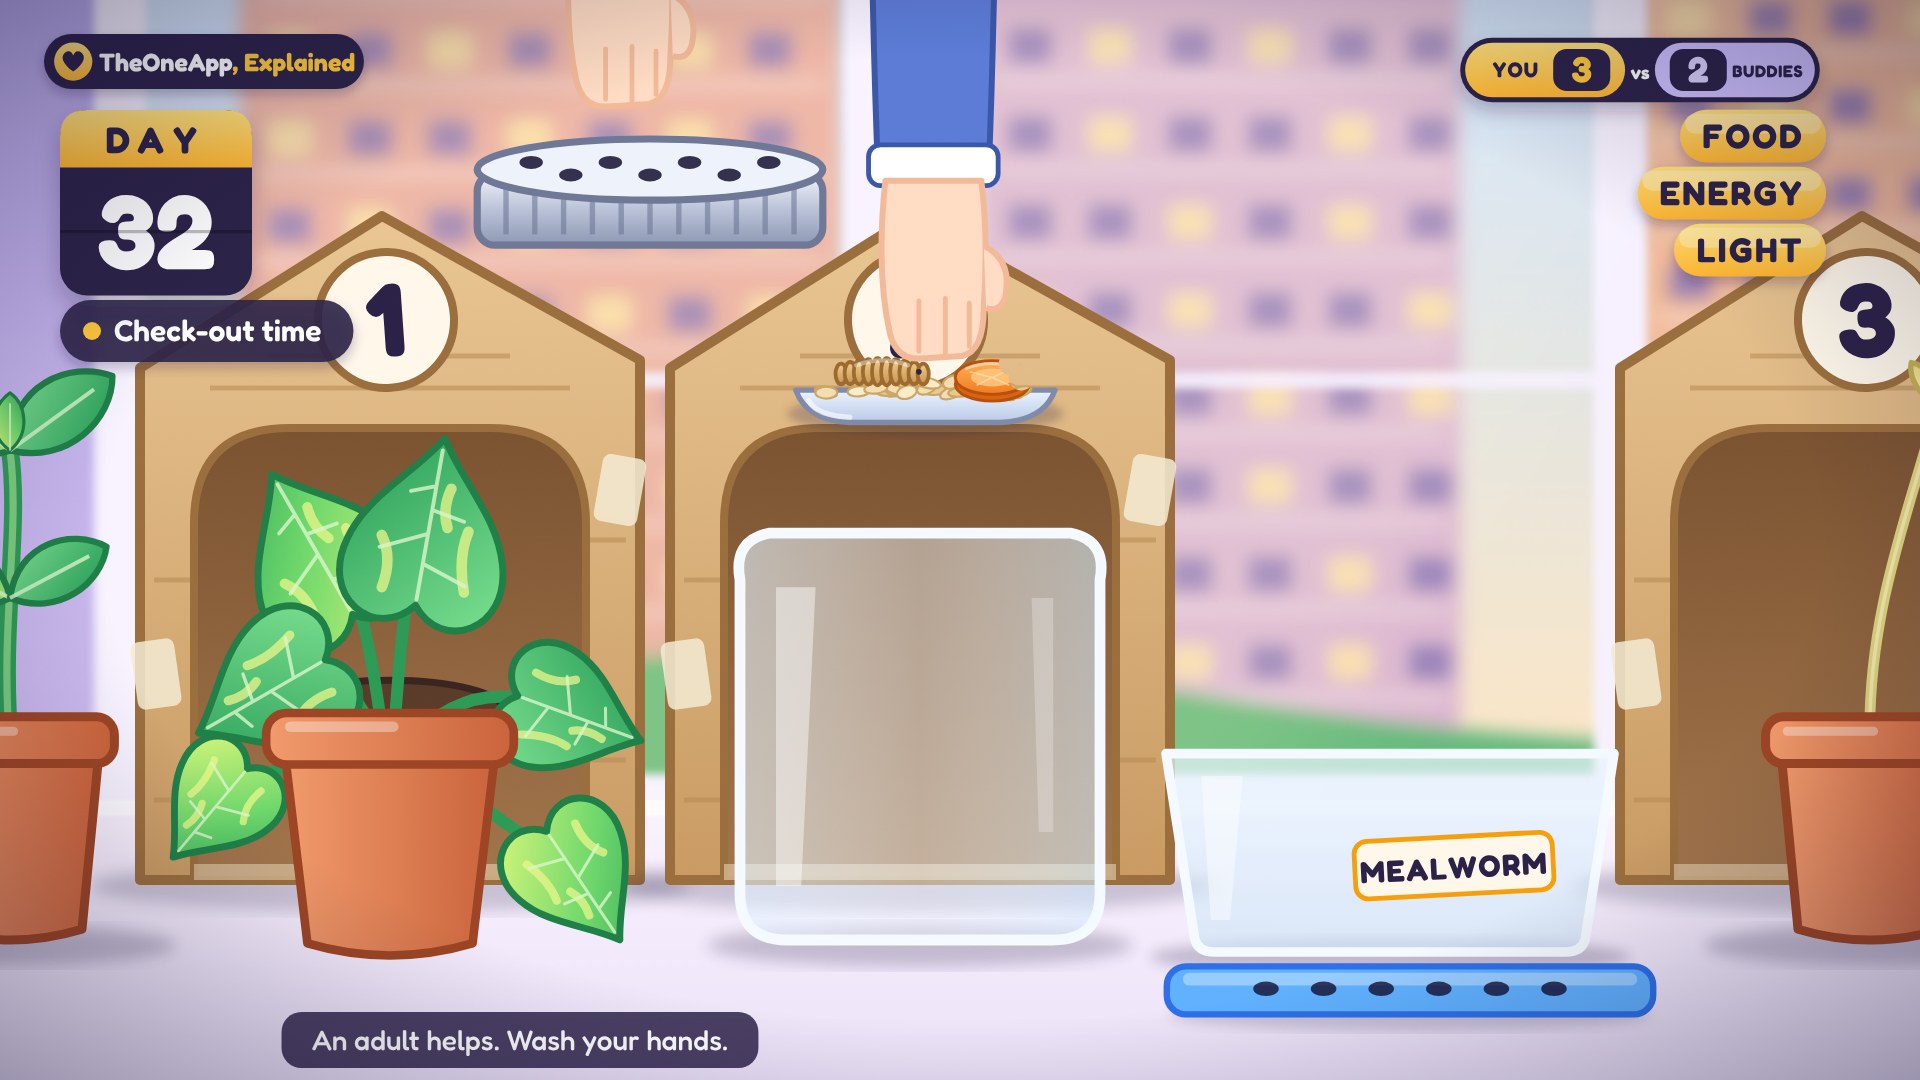 TheOneApp, Explained
YOU 3 vs 2 BUDDIES
DAY
32
Check-out time
FOOD
ENERGY
LIGHT
1
3
MEALWORM
An adult helps. Wash your hands.